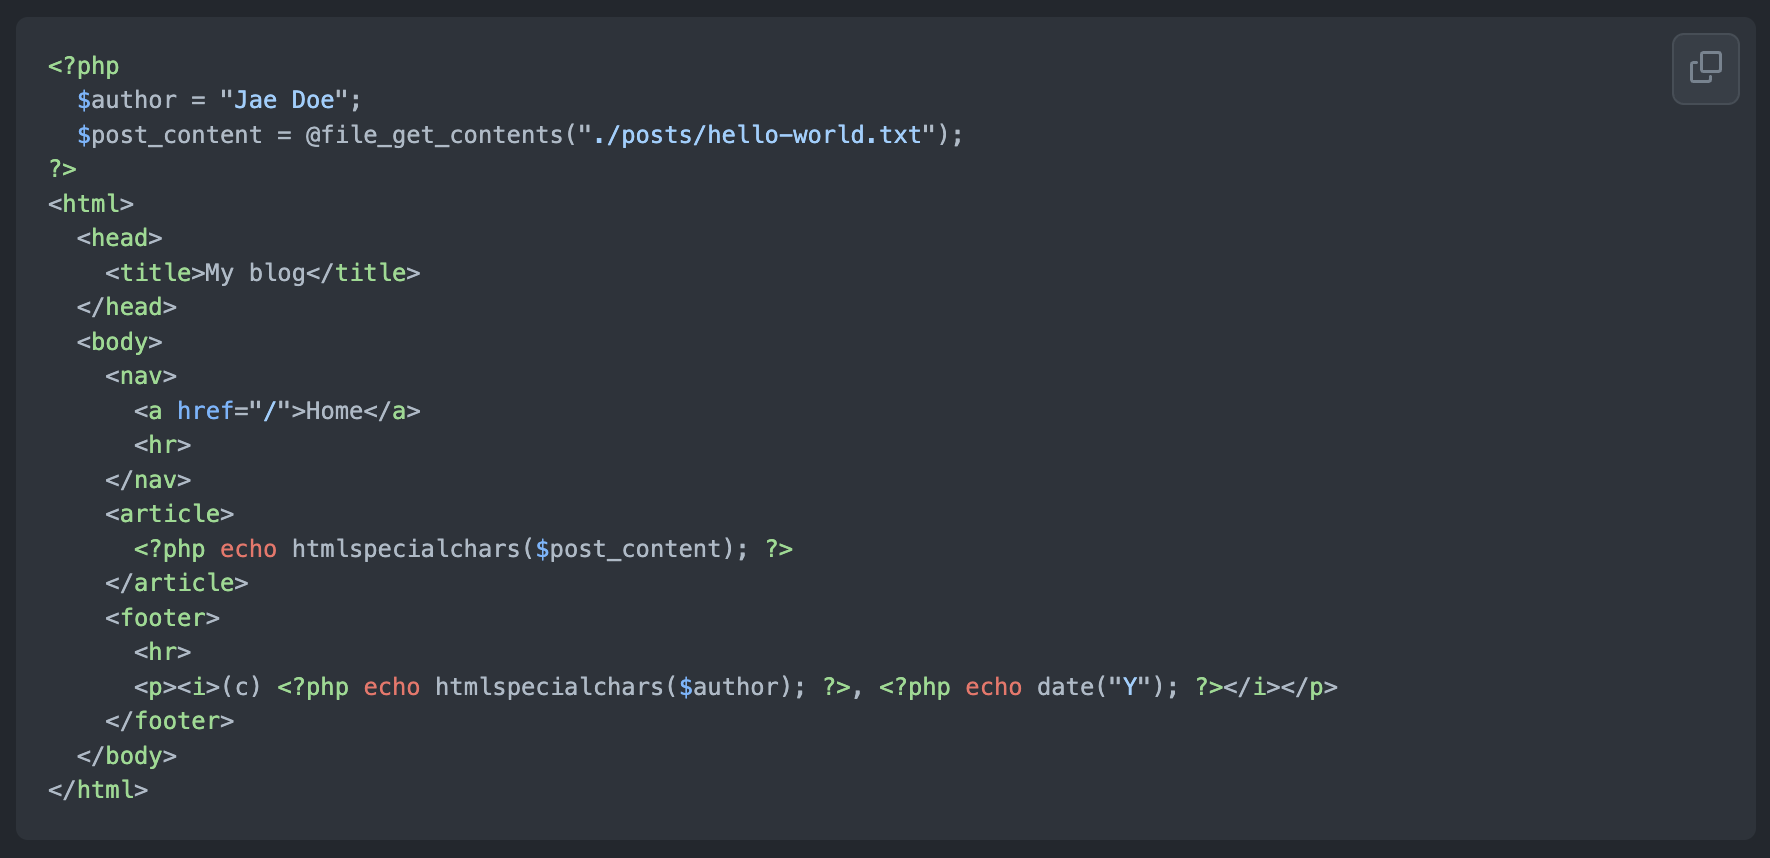 <?php
  $author = "Jae Doe";
  $post_content = @file_get_contents("./posts/hello-world.txt");
?>
<html>
  <head>
    <title>My blog</title>
  </head>
  <body>
    <nav>
      <a href="/">Home</a>
      <hr>
    </nav>
    <article>
      <?php echo htmlspecialchars($post_content); ?>
    </article>
    <footer>
      <hr>
      <p><i>(c) <?php echo htmlspecialchars($author); ?>, <?php echo date("Y"); ?></i></p>
    </footer>
  </body>
</html>